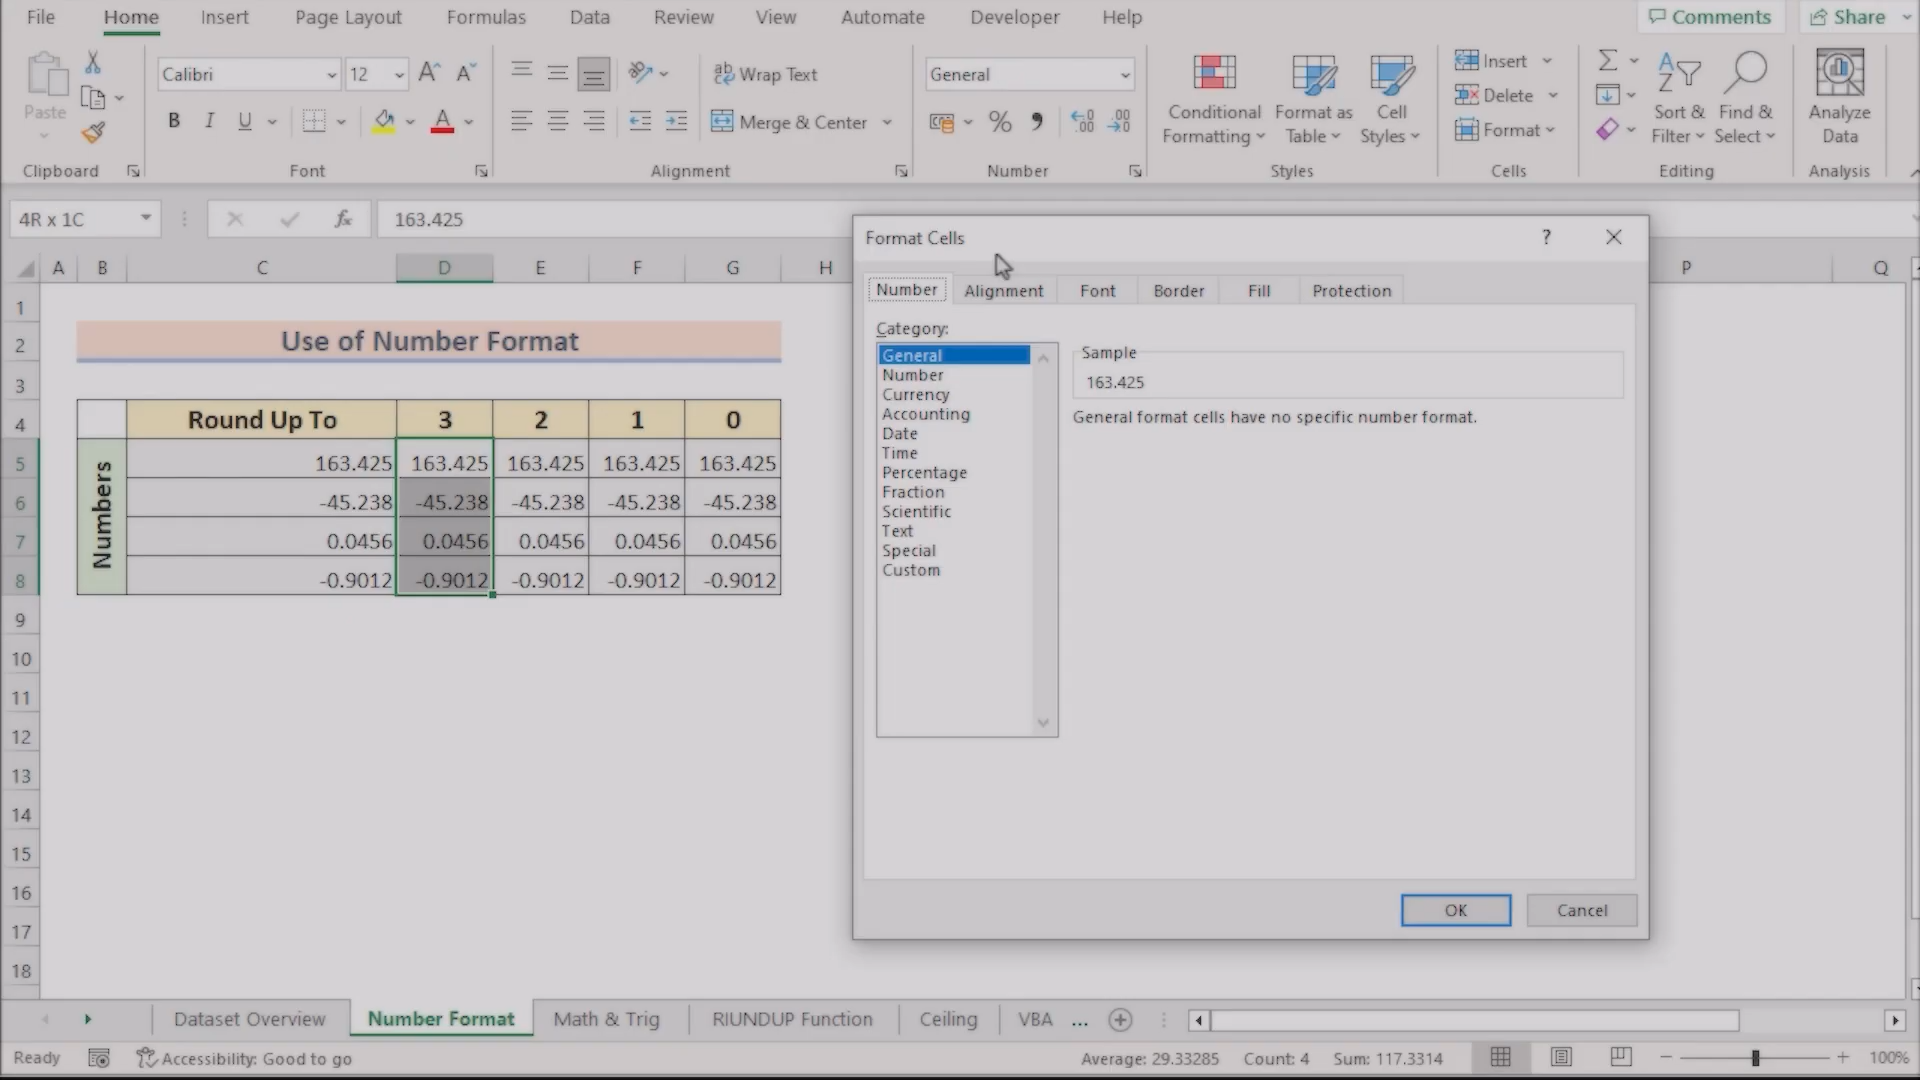 File Home Insert Page Layout Formulas Data Review View Automate Developer Help Comments Share
Calibri 12 Wrap Text General Insert
Paste Conditional Format as Cell Delete Sort & Find & Analyze
B I U Merge & Center % Formatting Table Styles Format Filter Select Data
Clipboard Font Alignment Number Styles Cells Editing Analysis
4R x 1C fx 163.425
Format Cells ?
A B C D E F G H P Q
Number Alignment Font Border Fill Protection
1
2 Use of Number Format
3
4 Round Up To 3 2 1 0
Numbers
5 163.425 163.425 163.425 163.425 163.425
6 -45.238 -45.238 -45.238 -45.238 -45.238
7 0.0456 0.0456 0.0456 0.0456 0.0456
8 -0.9012 -0.9012 -0.9012 -0.9012 -0.9012
9
10
11
12
13
14
15
16
17
18
Category:
General
Number
Currency
Accounting
Date
Time
Percentage
Fraction
Scientific
Text
Special
Custom
Sample
163.425
General format cells have no specific number format.
OK Cancel
Dataset Overview Number Format Math & Trig RIUNDUP Function Ceiling VBA ...
Ready Accessibility: Good to go Average: 29.33285 Count: 4 Sum: 117.3314 100%